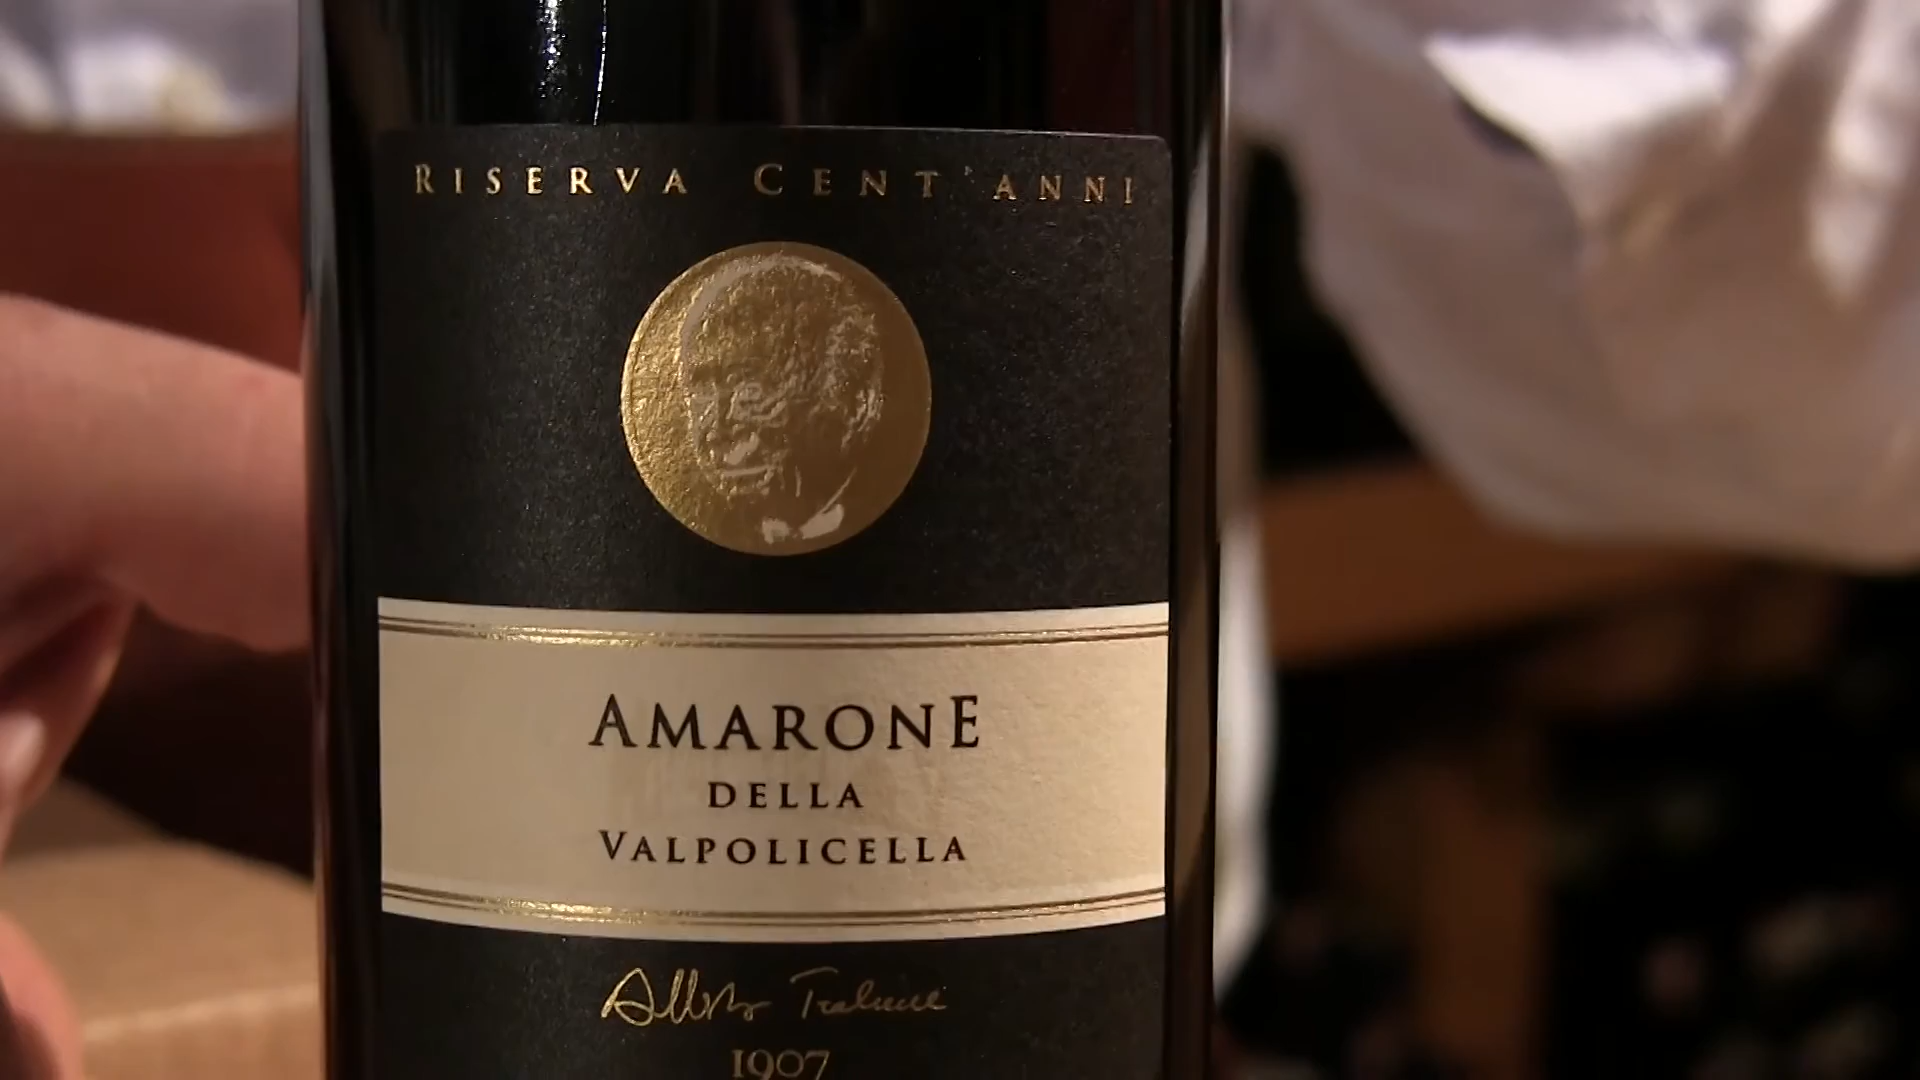 RISERVA CENT'ANNI
AMARONE
DELLA
VALPOLICELLA
1907